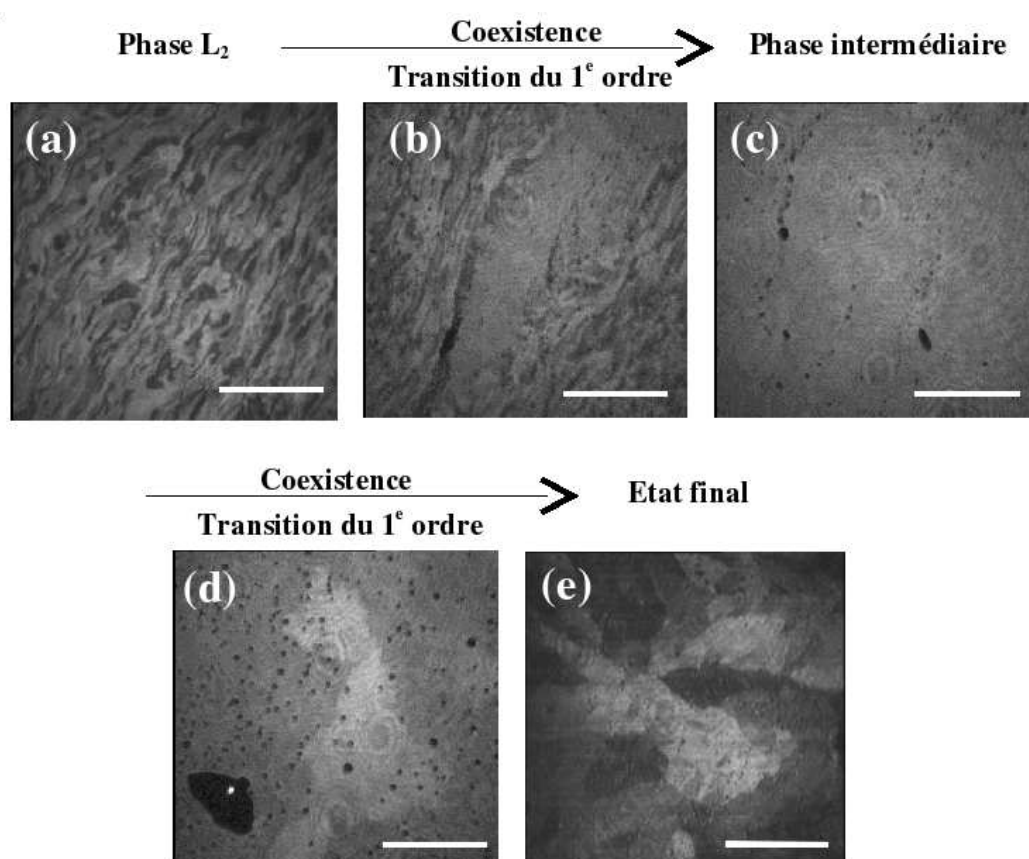 Phase L₂
Coexistence
Transition du 1ᵉ ordre
Phase intermédiaire
(a)
(b)
(c)
Coexistence
Transition du 1ᵉ ordre
Etat final
(d)
(e)